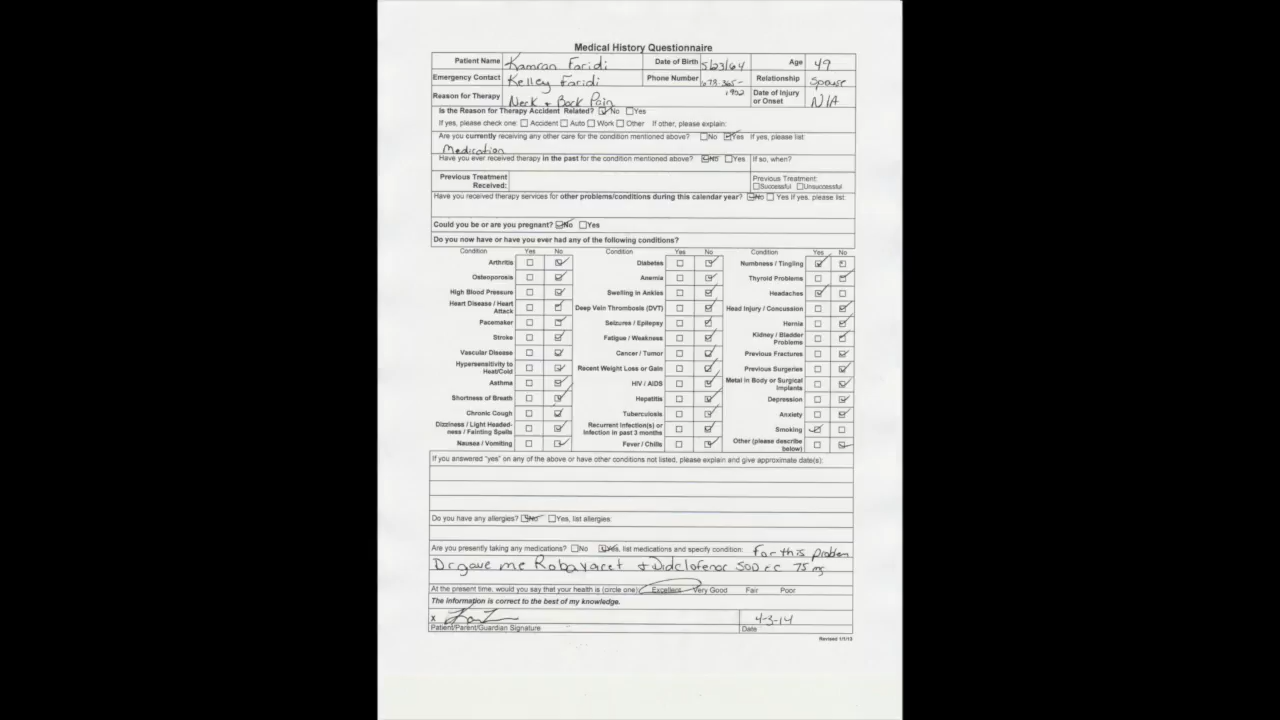 Medical History Questionnaire
Patient Name Kamran Faridi Date of Birth 5/23/64 Age 49
Emergency Contact Kelley Faridi Phone Number 678-365-1902 Relationship Spouse
Reason for Therapy Neck + Back Pain Date of Injury or Onset N/A
Is the Reason for Therapy Accident Related? No Yes
If yes, please check one: Accident Auto Work Other If other, please explain:
Are you currently receiving any other care for the condition mentioned above? No Yes If yes, please list:
Medication
Have you ever received therapy in the past for the condition mentioned above? No Yes If so, when?
Previous Treatment Received: Previous Treatment:
Successful Unsuccessful
Have you received therapy services for other problems/conditions during this calendar year? No Yes If yes, please list:
Could you be or are you pregnant? No Yes
Do you now have or have you ever had any of the following conditions?
Condition Yes No Condition Yes No Condition Yes No
Arthritis Diabetes Numbness / Tingling
Osteoporosis Anemia Thyroid Problems
High Blood Pressure Swelling in Ankles Headaches
Heart Disease / Heart Attack Deep Vein Thrombosis (DVT) Head Injury / Concussion
Pacemaker Seizures / Epilepsy Hernia
Stroke Fatigue / Weakness Kidney / Bladder Problems
Vascular Disease Cancer / Tumor Previous Fractures
Hypersensitivity to Heat/Cold Recent Weight Loss or Gain Previous Surgeries
Asthma HIV / AIDS Metal in Body or Surgical Implants
Shortness of Breath Hepatitis Depression
Chronic Cough Tuberculosis Anxiety
Dizziness / Light Headed-ness / Fainting Spells Recurrent Infection(s) or Infection in past 3 months Smoking
Nausea / Vomiting Fever / Chills Other (please describe below)
If you answered "yes" on any of the above or have other conditions not listed, please explain and give approximate date(s):
Do you have any allergies? No Yes, list allergies:
Are you presently taking any medications? No Yes, list medications and specify condition: For this problem
Dr gave me Robavacet + Didclofenac SOD EC 75 mg
At the present time, would you say that your health is (circle one): Excellent Very Good Fair Poor
The information is correct to the best of my knowledge.
X 4-3-14
Patient/Parent/Guardian Signature Date
Revised 1/1/13